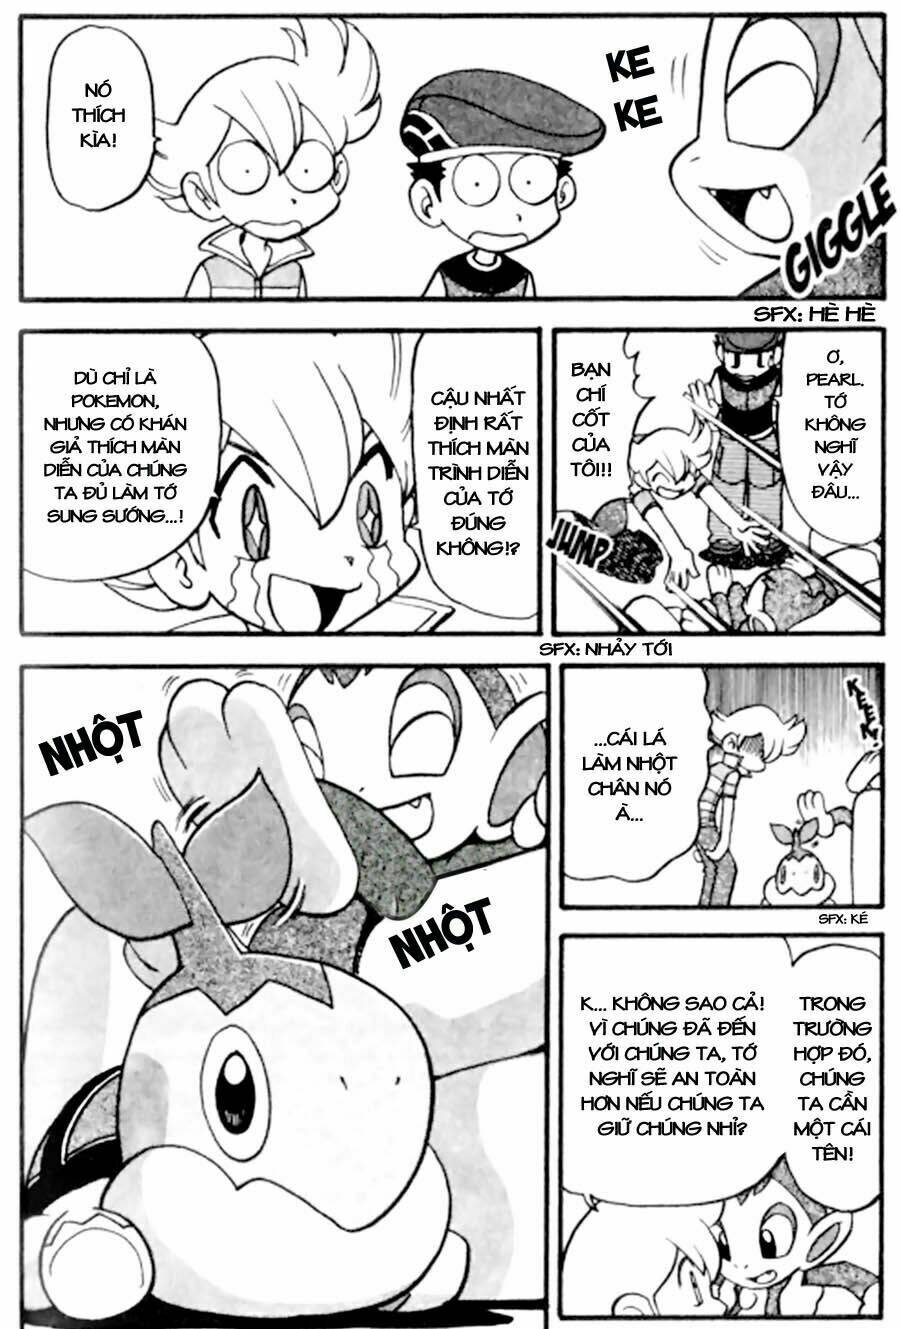 KE
KE
GIGGLE
NÓ
THÍCH
KÌA!
SFX: HÈ HÈ
Ơ,
PEARL.
TỚ
KHÔNG
NGHĨ
VẬY
ĐÂU...
BẠN
CHÍ
CỐT
CỦA
TÔI!!!
JUMP
SFX: NHẢY TỚI
CẬU NHẤT
ĐỊNH RẤT
THÍCH MÀN
TRÌNH DIỄN
CỦA TỚ
ĐÚNG
KHÔNG!?
DÙ CHỈ LÀ
POKEMON,
NHƯNG CÓ KHÁN
GIẢ THÍCH MÀN
DIỄN CỦA CHÚNG
TA ĐỦ LÀM TỚ
SUNG SƯỚNG...!
KEEEK!
...CÁI LÁ
LÀM NHỘT
CHÂN NÓ
À...
SFX: KÉ
NHỘT
NHỘT
TRONG
TRƯỜNG
HỢP ĐÓ,
CHÚNG
TA CẦN
MỘT CÁI
TÊN!
K... KHÔNG SAO CẢ!
VÌ CHÚNG ĐÃ ĐẾN
VỚI CHÚNG TA, TỚ
NGHĨ SẼ AN TOÀN
HƠN NẾU CHÚNG TA
GIỮ CHÚNG NHỈ?